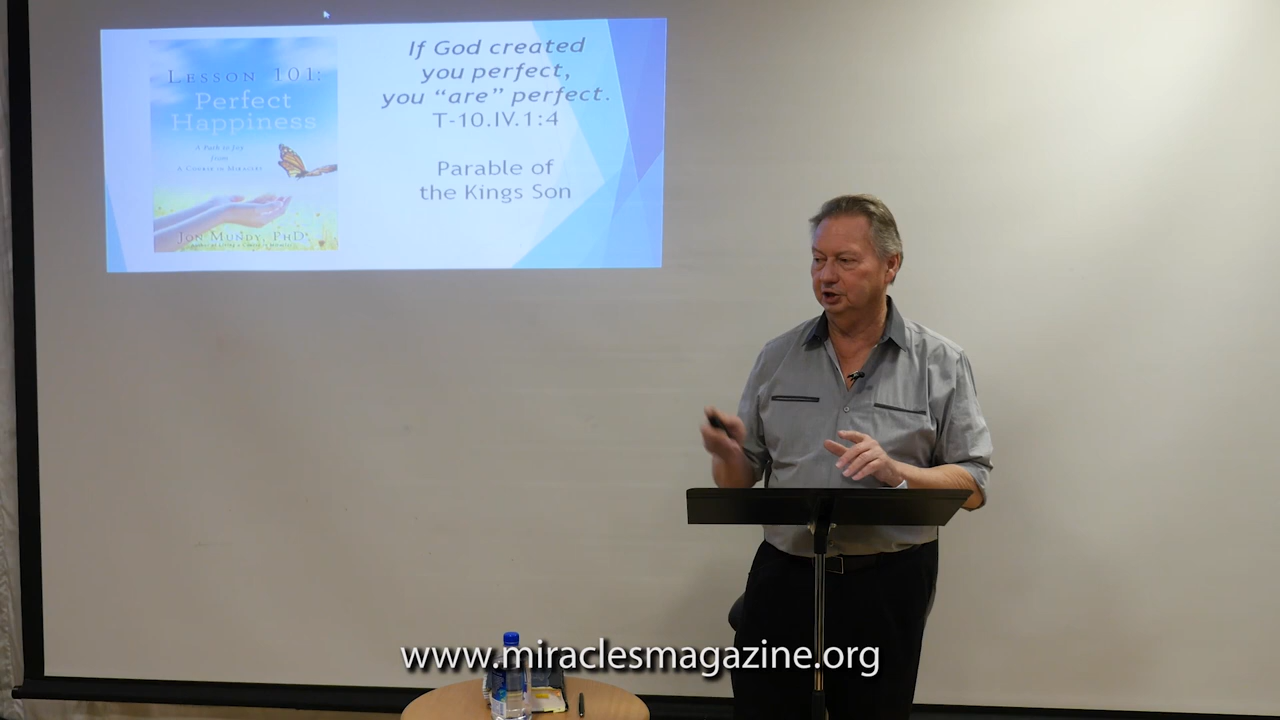 LESSON 101:
Perfect
Happiness
A Path to Joy
from
A COURSE IN MIRACLES
JON MUNDY, PHD
If God created
you perfect,
you “are” perfect.
T-10.IV.1:4
Parable of
the Kings Son
www.miraclesmagazine.org